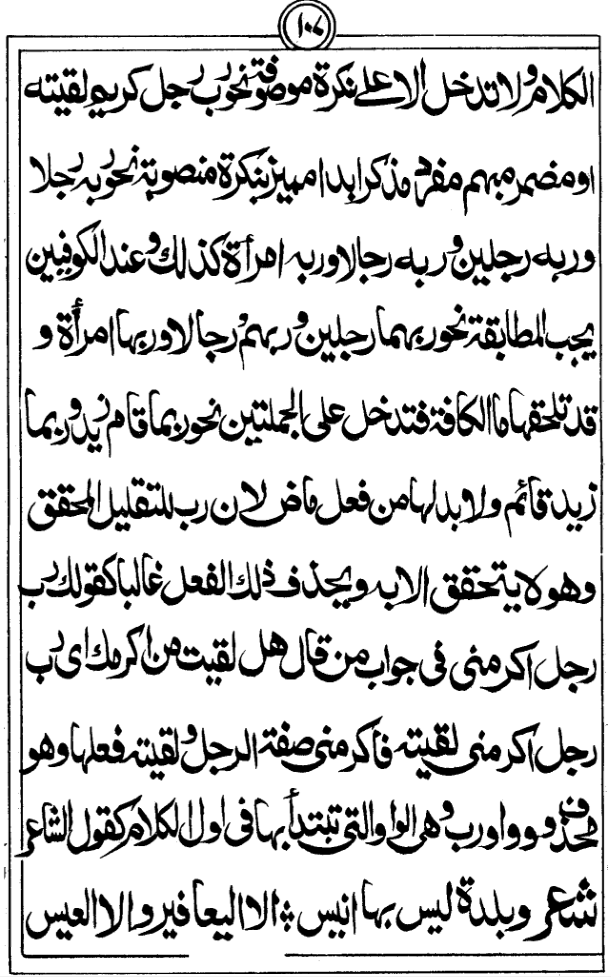 ١٠٧
الكلام ولا تدخل الا على نكرة موصوفة نحو رب رجل كريم لقيته
او مضمر مبهم مفرد مذكر ابدا مميز بنكرة منصوبة نحو ربه رجلا
وربه رجلين وربه رجالا وربه امرأة كذلك وعند الكوفيين
يجب المطابقة نحو ربهما رجلين وربهم رجالا وربها امرأة و
قد تلحقها ما الكافة فتدخل على الجملتين نحو ربما قام زيد وربما
زيد قائم ولا بد لها من فعل ماض لان رب للتقليل المحقق
وهو لا يتحقق الا به ويحذف ذلك الفعل غالبا كقولك رب
رجل اكرمني في جواب من قال هل لقيت من اكرمك اي رب
رجل اكرمني لقيته فاكرمني صفة الرجل ولقيته فعلها وهو
محذوف وواو رب وهي الواو التي تبتدأ بها في اول الكلام كقول الشاعر
شاعر وبلدة ليس بها انيس ؞ الا اليعافير والا العيس